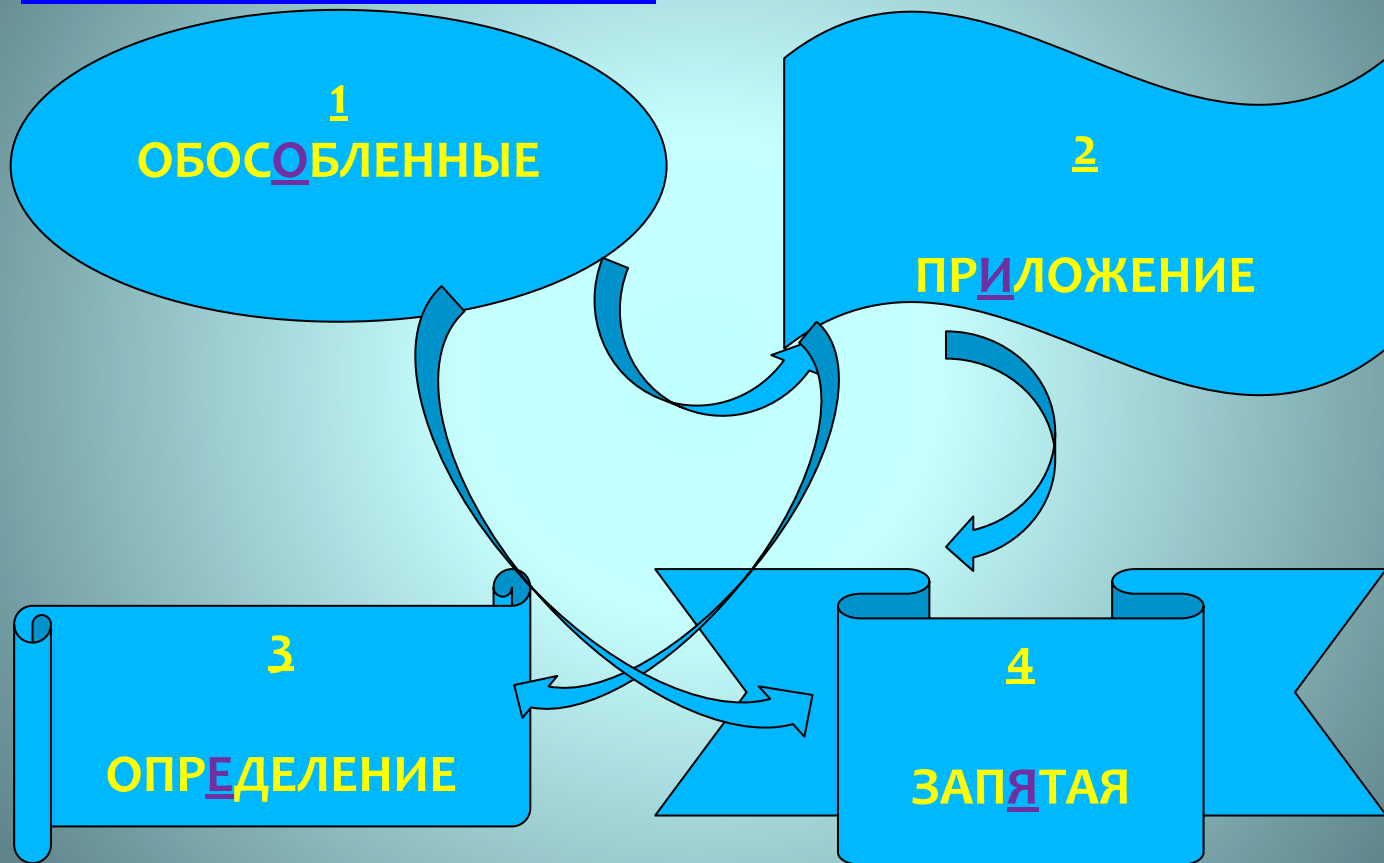 1
ОБОСОБЛЕННЫЕ
2
ПРИЛОЖЕНИЕ
3
ОПРЕДЕЛЕНИЕ
4
ЗАПЯТАЯ